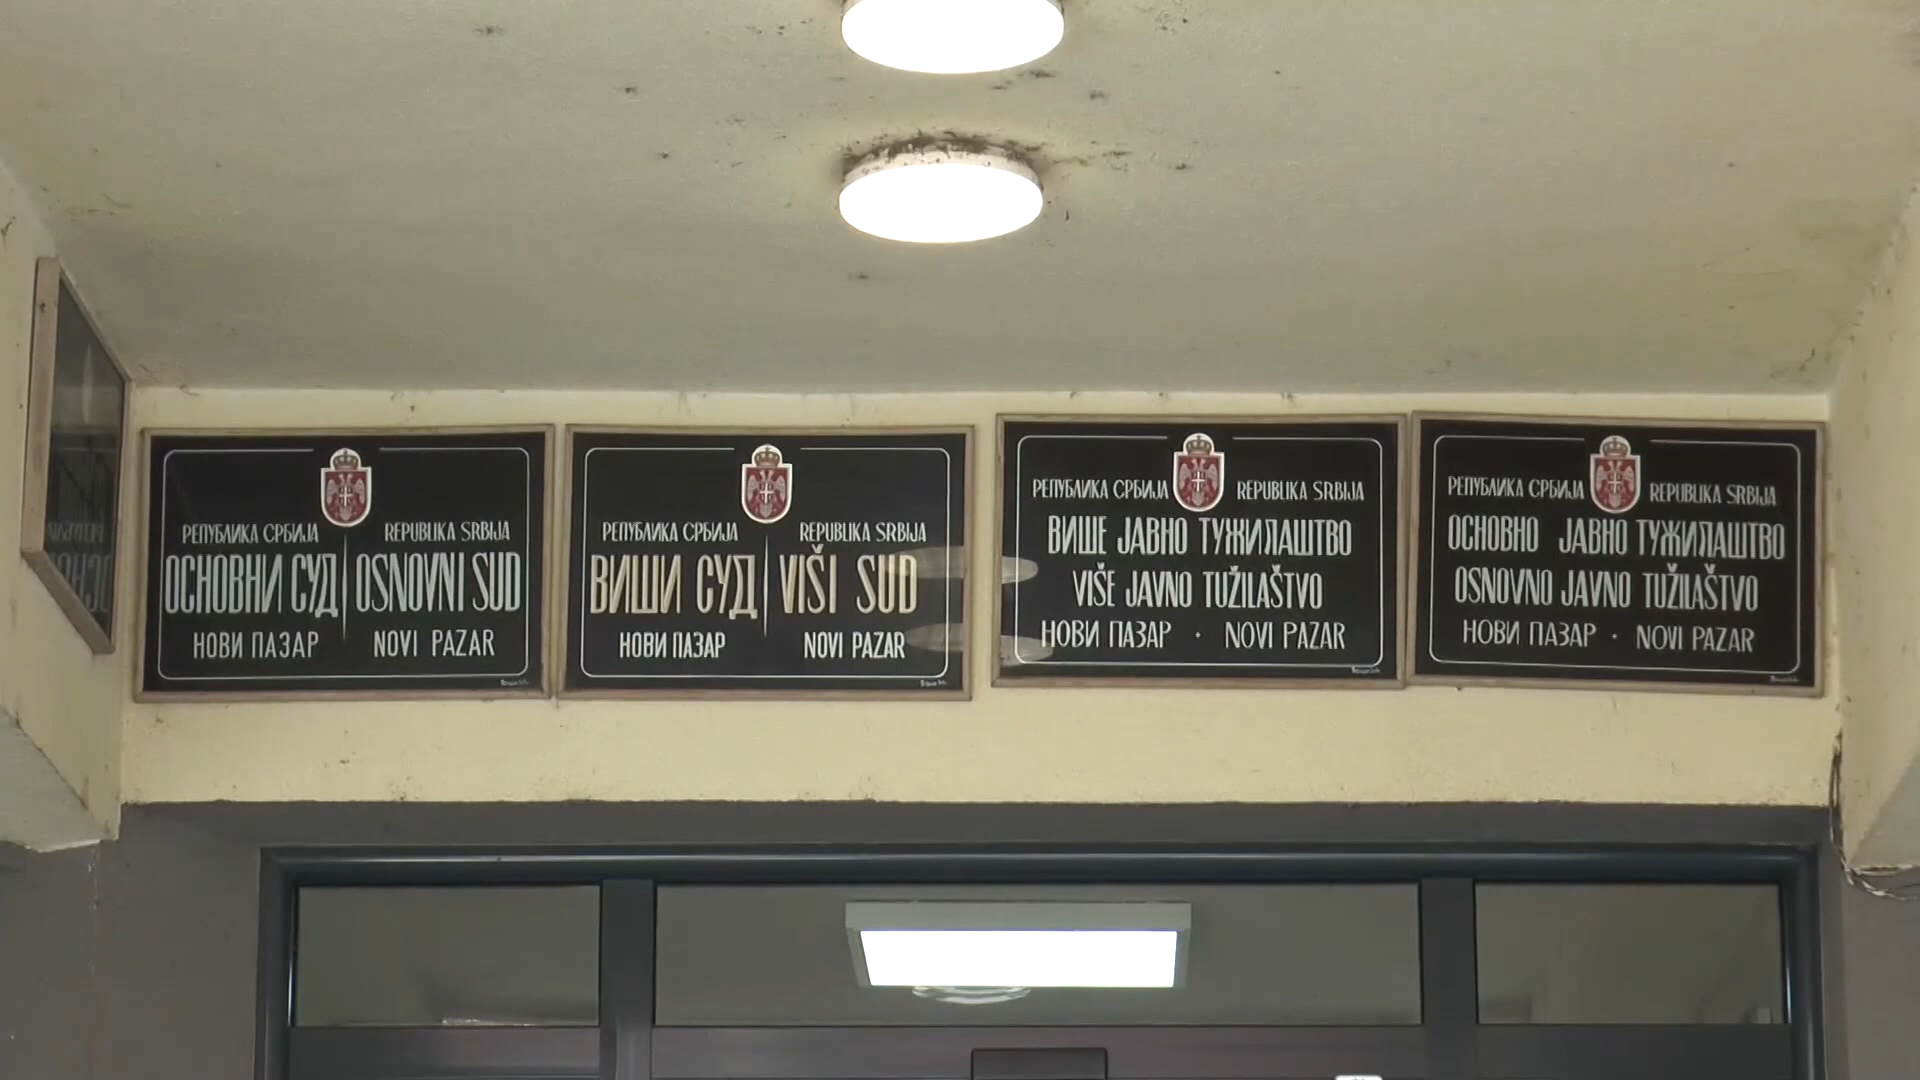 РЕПУБЛИКА СРБИЈА REPUBLIKA SRBIJA
ОСНОВНИ СУД OSNOVNI SUD
НОВИ ПАЗАР NOVI PAZAR
РЕПУБЛИКА СРБИЈА REPUBLIKA SRBIJA
ВИШИ СУД VIŠI SUD
НОВИ ПАЗАР NOVI PAZAR
РЕПУБЛИКА СРБИЈА REPUBLIKA SRBIJA
ВИШЕ ЈАВНО ТУЖИЛАШТВО
VIŠE JAVNO TUŽILAŠTVO
НОВИ ПАЗАР · NOVI PAZAR
РЕПУБЛИКА СРБИЈА REPUBLIKA SRBIJA
ОСНОВНО ЈАВНО ТУЖИЛАШТВО
OSNOVNO JAVNO TUŽILAŠTVO
НОВИ ПАЗАР · NOVI PAZAR